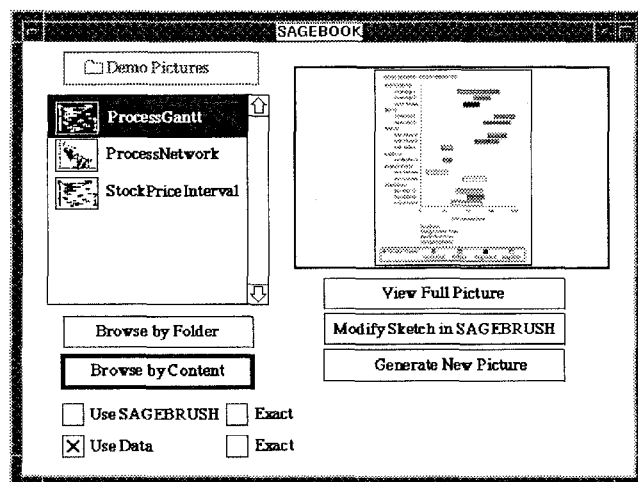 SAGEBOOK
Demo Pictures
ProcessGantt
ProcessNetwork
StockPriceInterval
View Full Picture
Browse by Folder
Modify Sketch in SAGEBRUSH
Browse by Content
Generate New Picture
Use SAGEBRUSH Exact
Use Data Exact